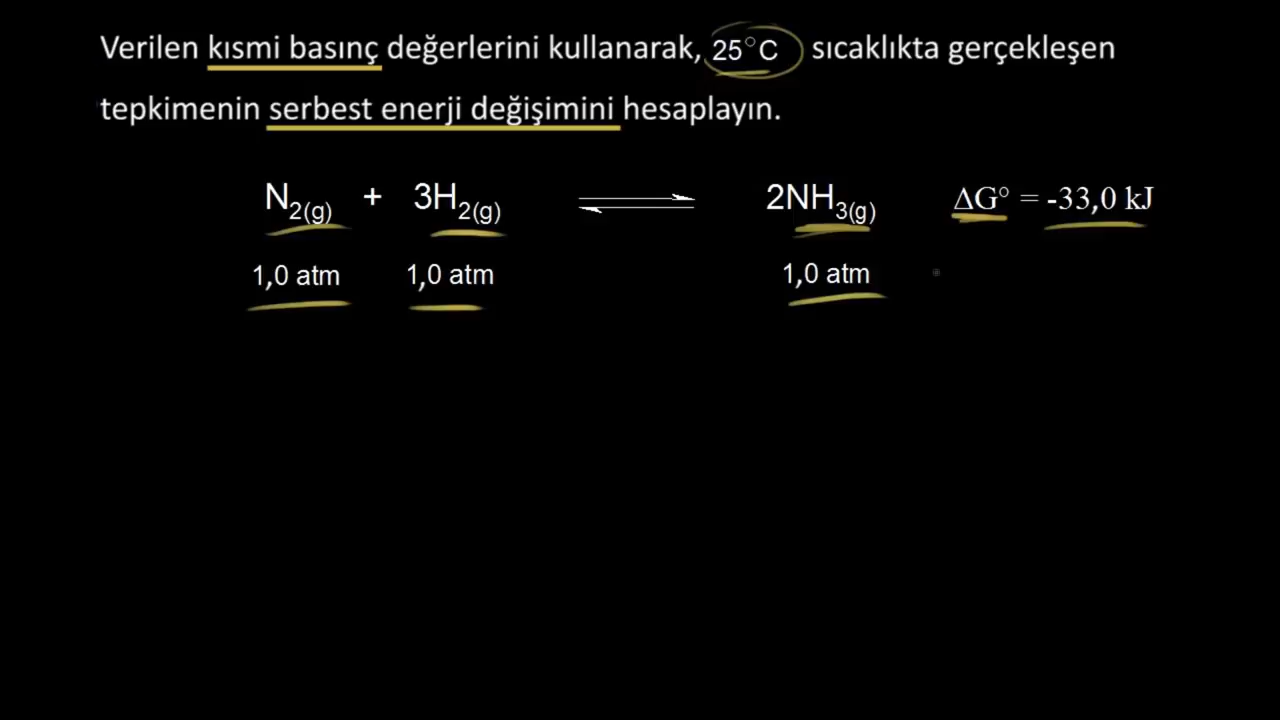 Verilen kısmi basınç değerlerini kullanarak, 25°C sıcaklıkta gerçekleşen
tepkimenin serbest enerji değişimini hesaplayın.
N₂(g) + 3H₂(g) ⇌ 2NH₃(g) ΔG° = -33,0 kJ
1,0 atm 1,0 atm 1,0 atm